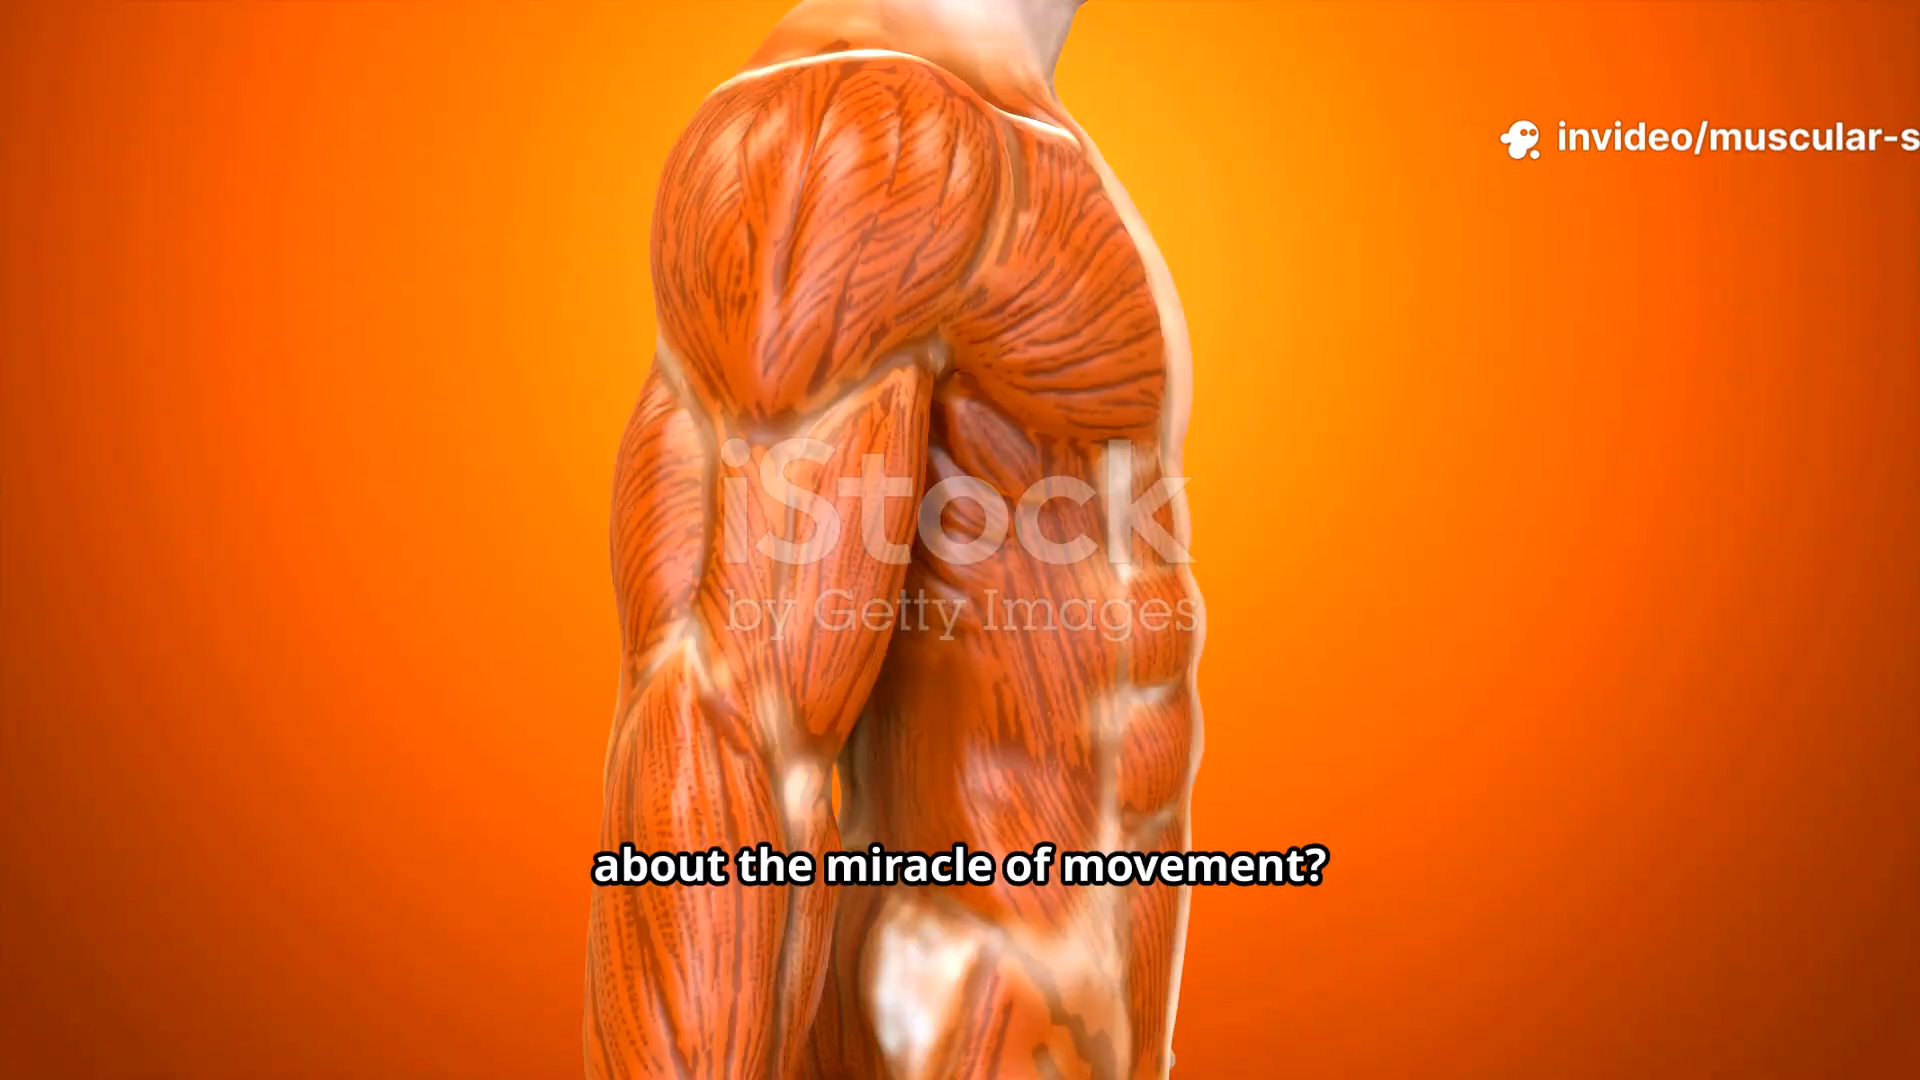 invideo/muscular-s
iStock
by Getty Images
about the miracle of movement?